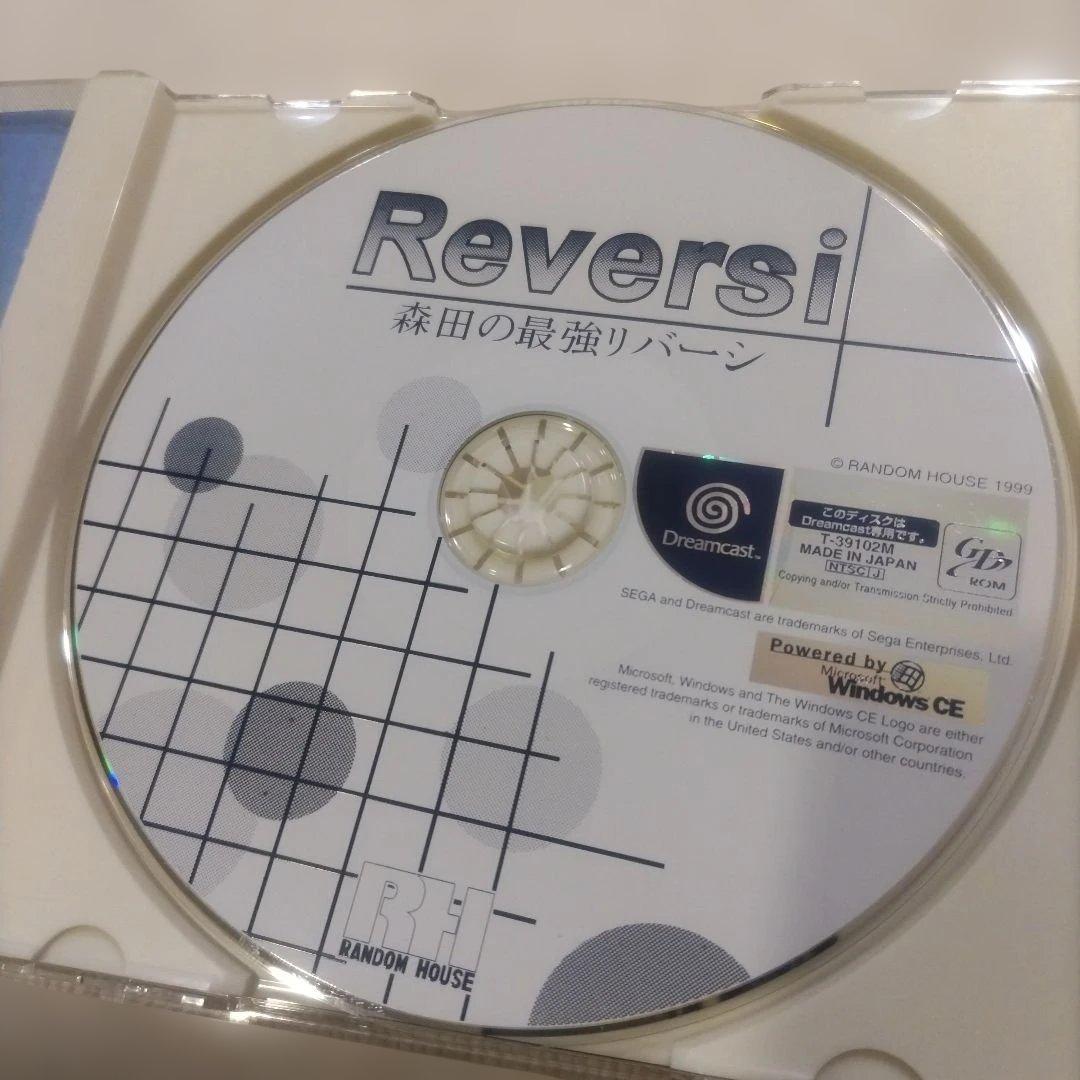 Reversi
森田の最強リバーシ
© RANDOM HOUSE 1999
Dreamcast™
このディスクは
Dreamcast専用です。
T-39102M
MADE IN JAPAN
NTSC J
Copying and/or Transmission Strictly Prohibited
GD
ROM
SEGA and Dreamcast are trademarks of Sega Enterprises, Ltd.
Powered by
Microsoft
Windows CE
Microsoft, Windows and The Windows CE Logo are either
registered trademarks or trademarks of Microsoft Corporation
in the United States and/or other countries.
RH
RANDOM HOUSE